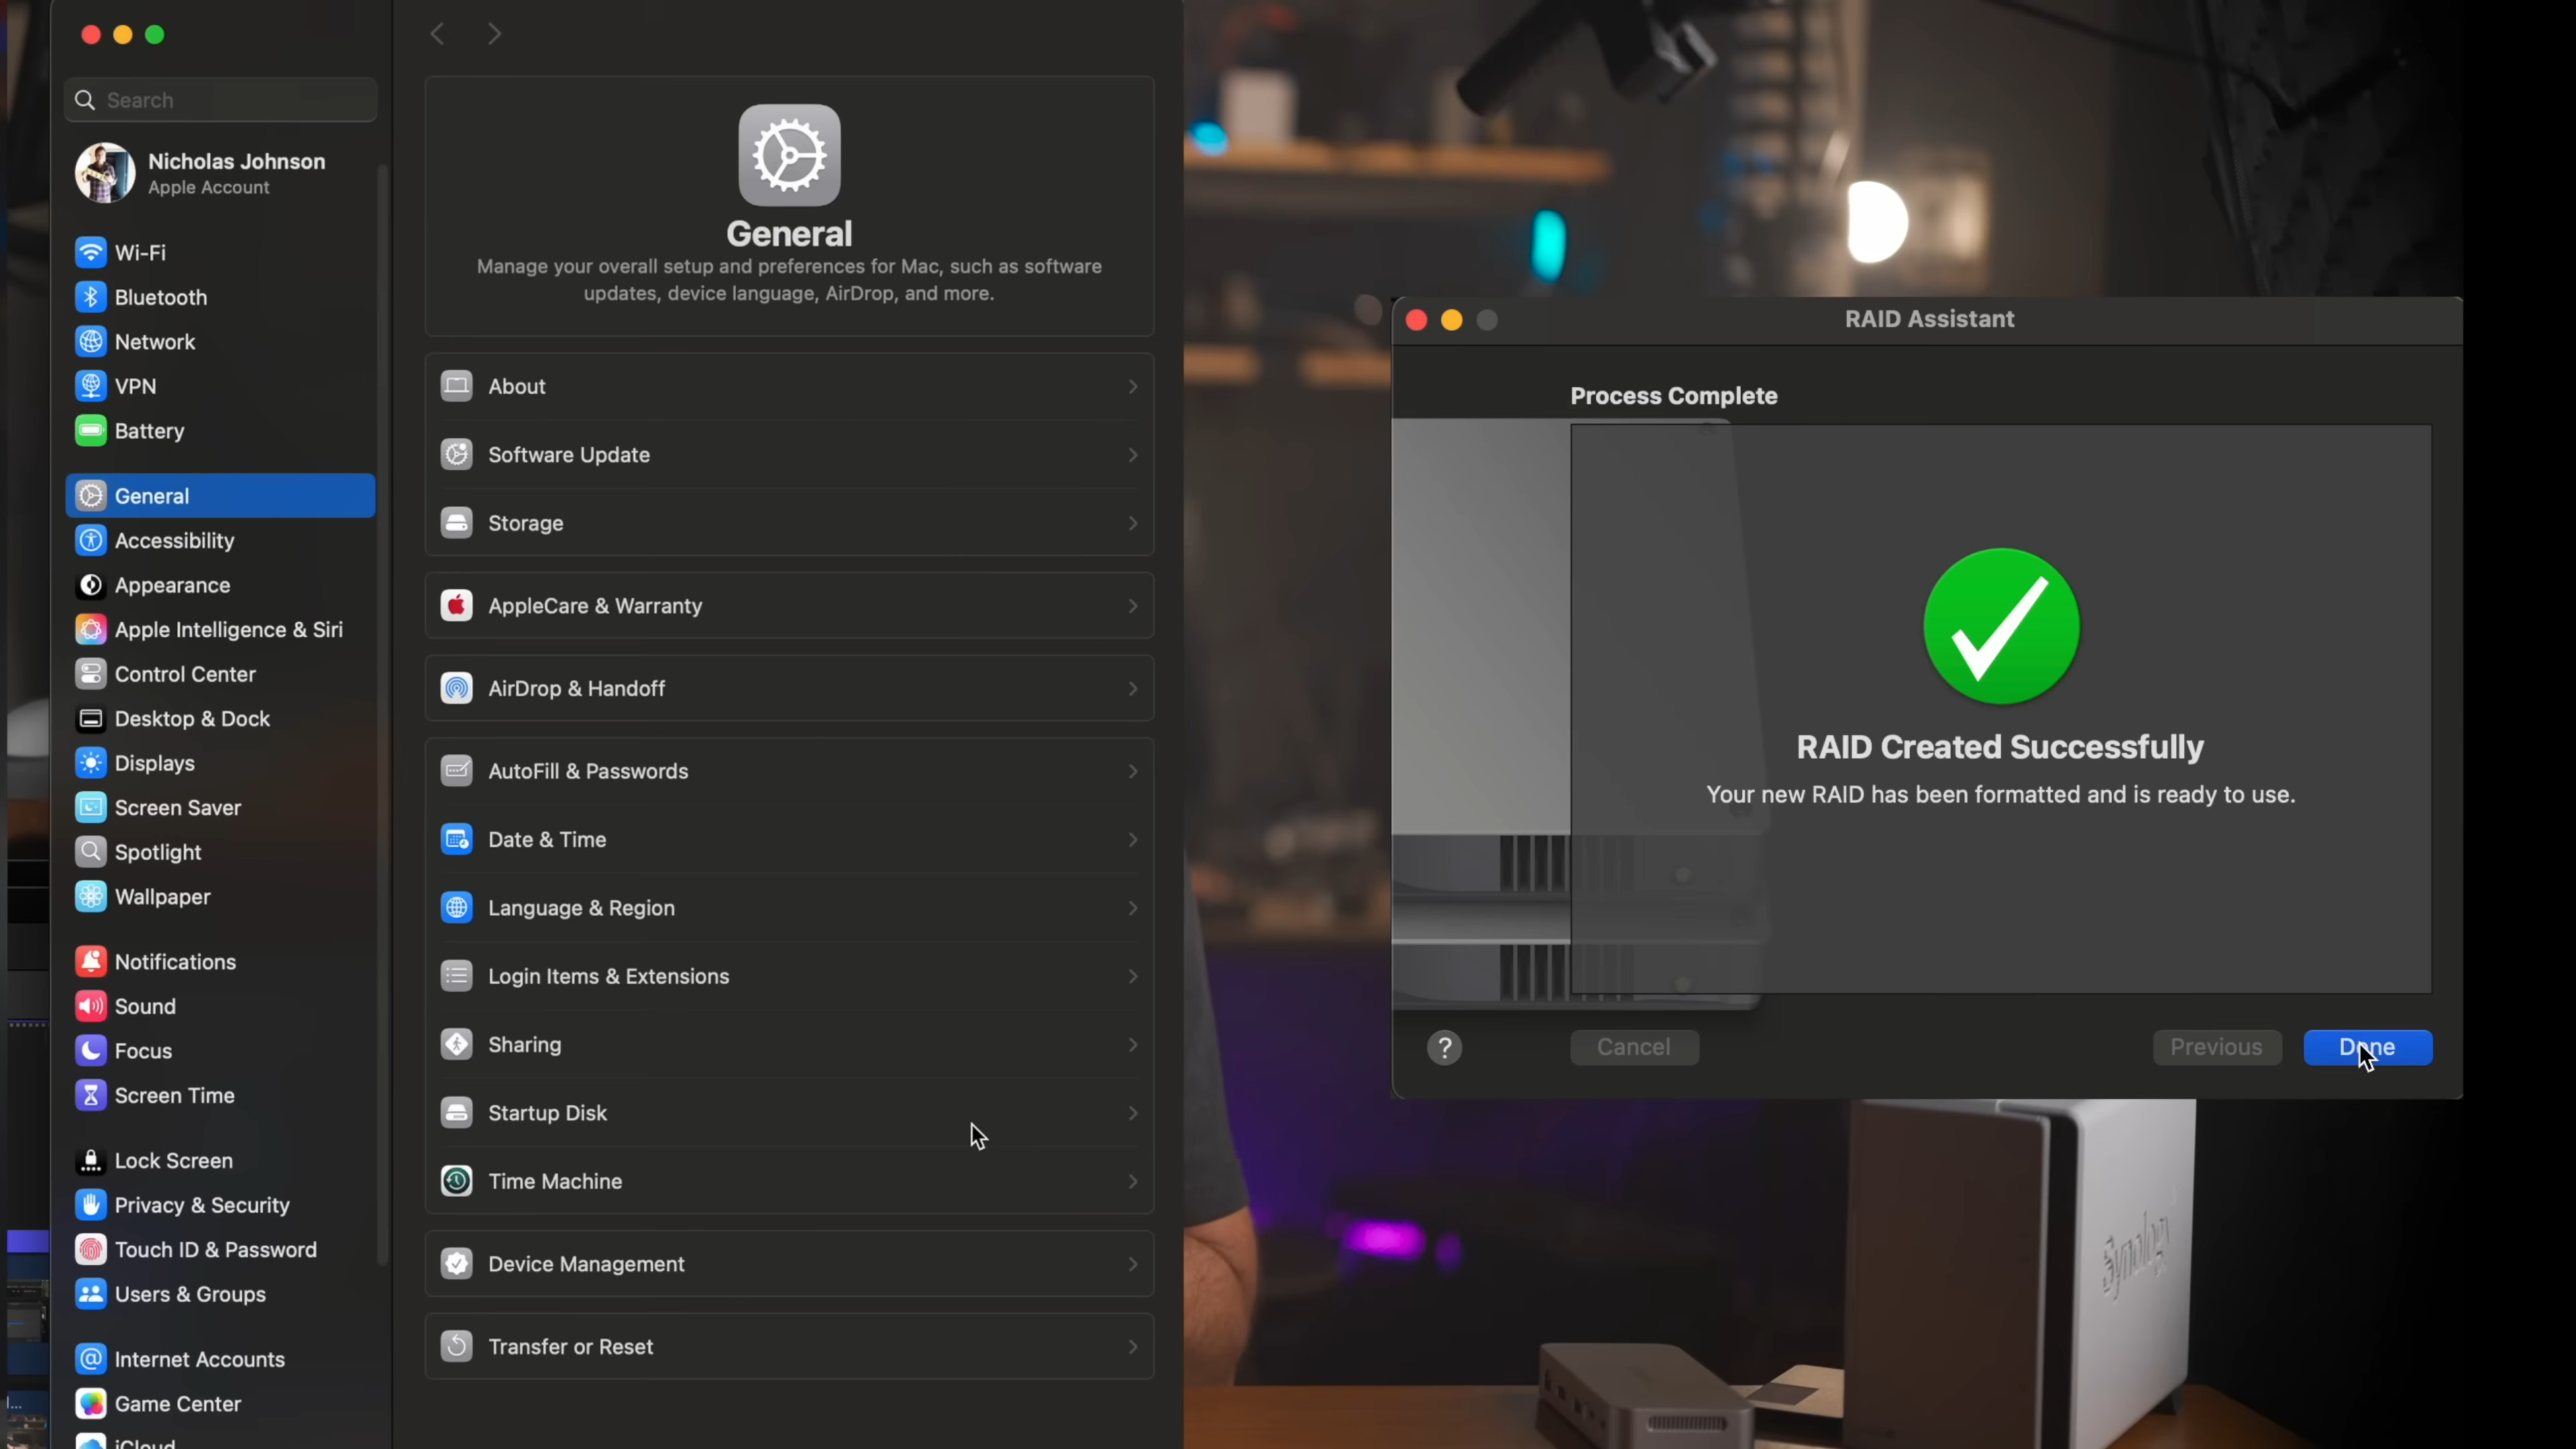 Search
Nicholas Johnson
Apple Account
Wi-Fi
Bluetooth
Network
VPN
Battery
General
Accessibility
Appearance
Apple Intelligence & Siri
Control Center
Desktop & Dock
Displays
Screen Saver
Spotlight
Wallpaper
Notifications
Sound
Focus
Screen Time
Lock Screen
Privacy & Security
Touch ID & Password
Users & Groups
Internet Accounts
Game Center
iCloud
General
Manage your overall setup and preferences for Mac, such as software
updates, device language, AirDrop, and more.
About
Software Update
Storage
AppleCare & Warranty
AirDrop & Handoff
AutoFill & Passwords
Date & Time
Language & Region
Login Items & Extensions
Sharing
Startup Disk
Time Machine
Device Management
Transfer or Reset
RAID Assistant
Process Complete
RAID Created Successfully
Your new RAID has been formatted and is ready to use.
?
Cancel
Previous
Done
Synology